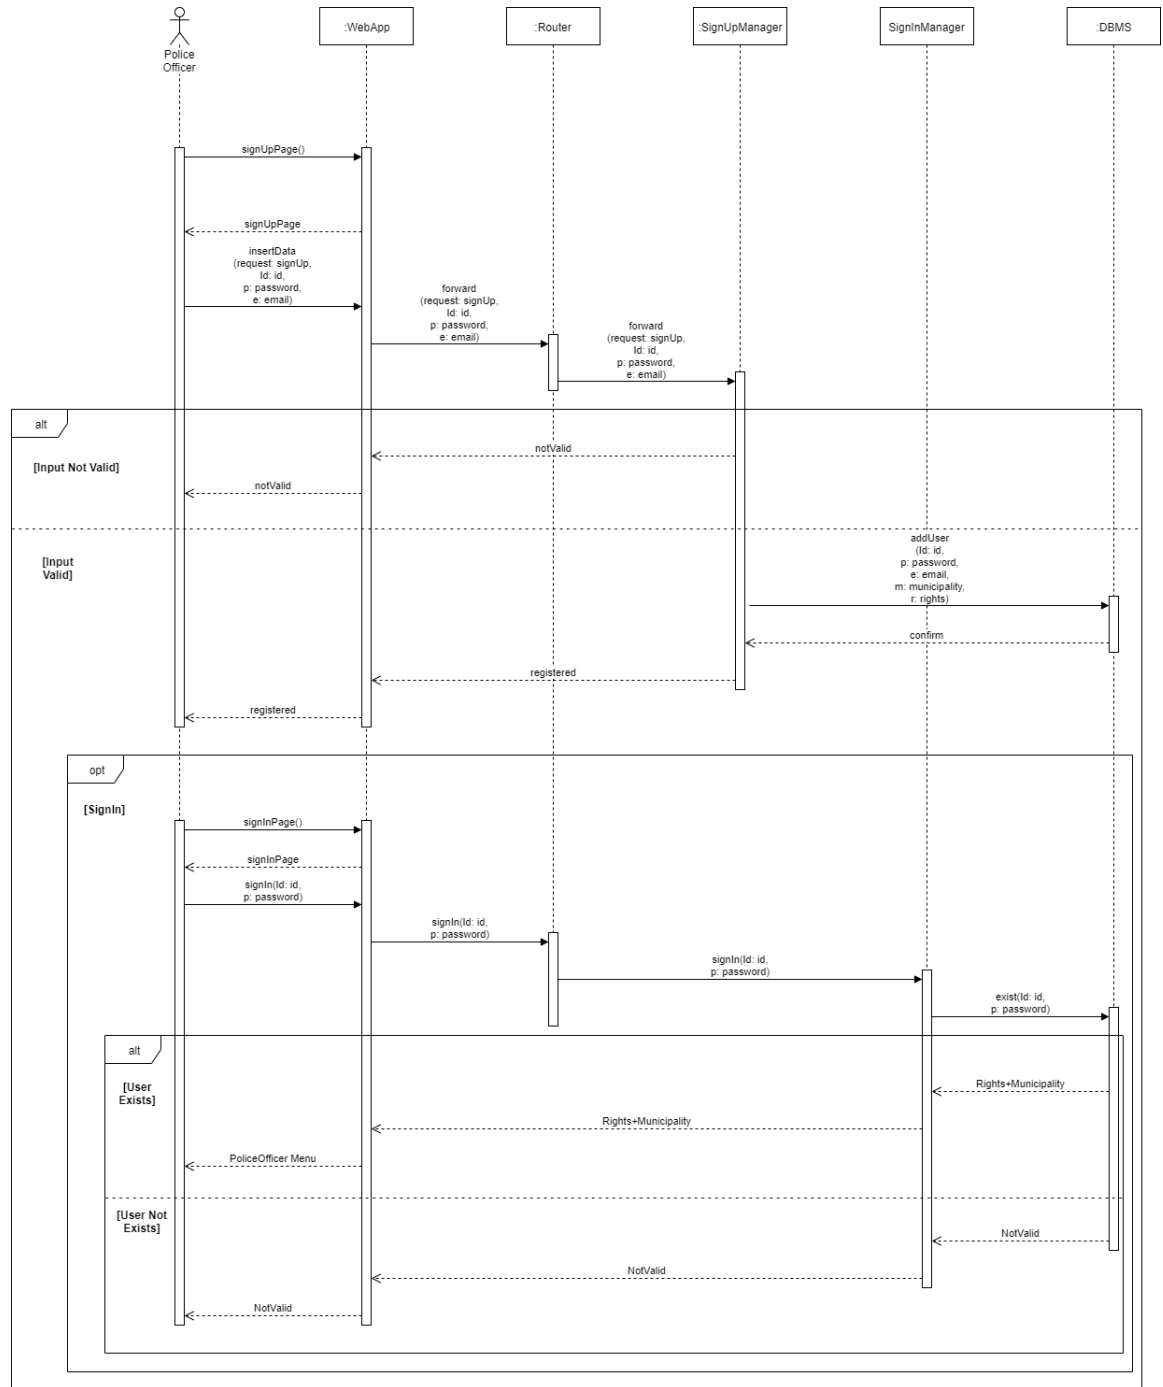 Police
Officer
:WebApp
:Router
:SignUpManager
SignInManager
:DBMS
signUpPage()
signUpPage
insertData
(request: signUp,
Id: id,
p: password,
e: email)
forward
(request: signUp,
Id: id,
p: password,
e: email)
forward
(request: signUp,
Id: id,
p: password,
e: email)
alt
[Input Not Valid]
notValid
notValid
[Input
Valid]
addUser
(Id: id,
p: password,
e: email,
m: municipality,
r: rights)
confirm
registered
registered
opt
[SignIn]
signInPage()
signInPage
signIn(Id: id,
p: password)
signIn(Id: id,
p: password)
signIn(Id: id,
p: password)
exist(Id: id,
p: password)
alt
[User
Exists]
Rights+Municipality
Rights+Municipality
PoliceOfficer Menu
[User Not
Exists]
NotValid
NotValid
NotValid